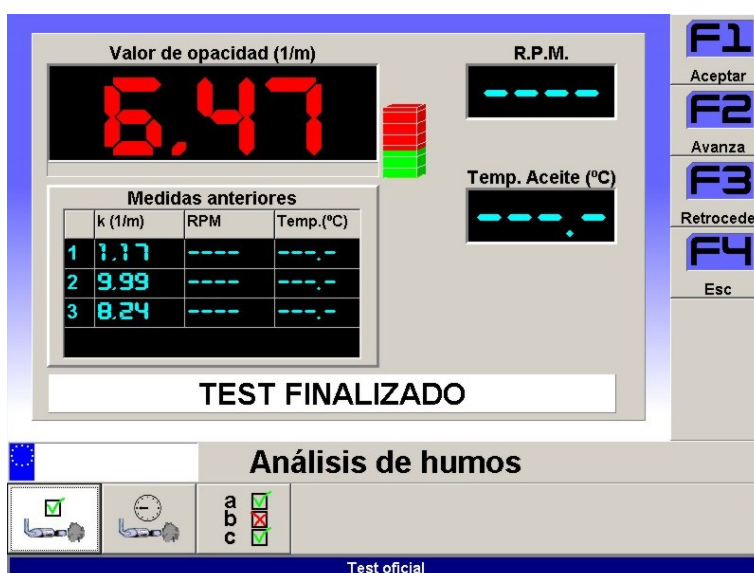 Valor de opacidad (1/m)
6.47
R.P.M.
----
Temp. Aceite (ºC)
---.-
Medidas anteriores
k (1/m) RPM Temp.(ºC)
1 1.17 ---- ---.-
2 9.99 ---- ---.-
3 8.24 ---- ---.-
TEST FINALIZADO
F1
Aceptar
F2
Avanza
F3
Retrocede
F4
Esc
Análisis de humos
a
b
c
Test oficial